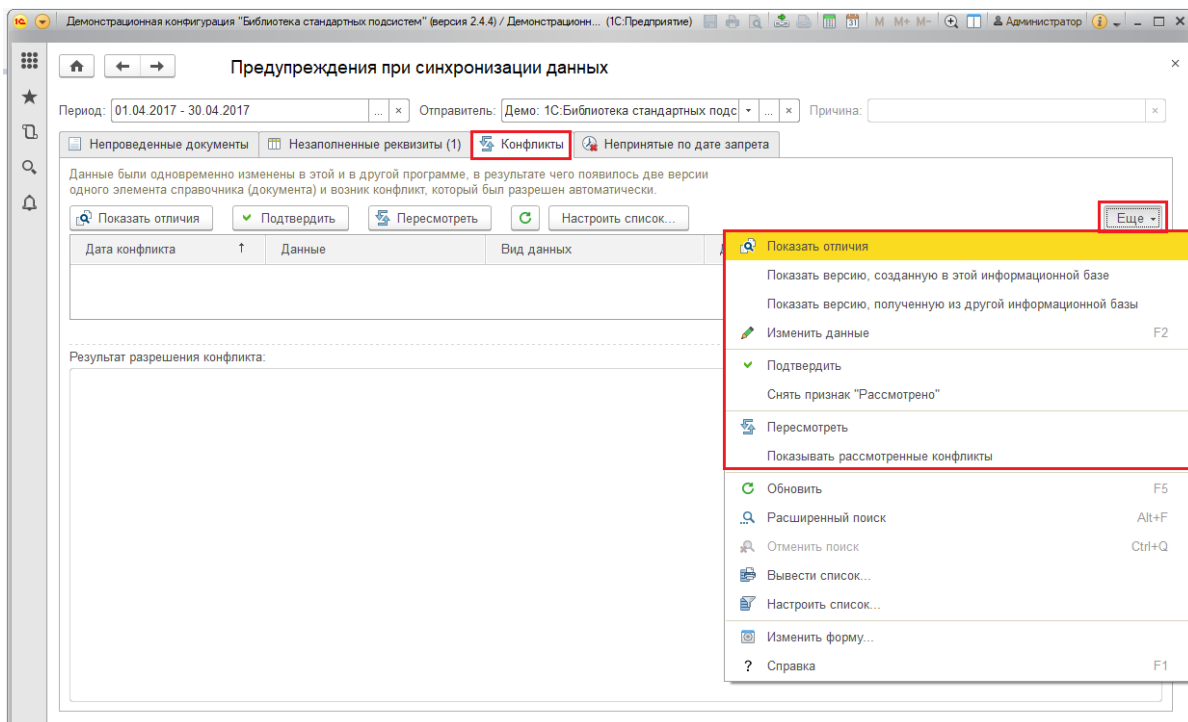 Демонстрационная конфигурация "Библиотека стандартных подсистем" (версия 2.4.4) / Демонстрационн... (1С:Предприятие)
M M+ M-
Администратор
Предупреждения при синхронизации данных
Период: 01.04.2017 - 30.04.2017
Отправитель: Демо: 1С:Библиотека стандартных подс
Причина:
Непроведенные документы
Незаполненные реквизиты (1)
Конфликты
Непринятые по дате запрета
Данные были одновременно изменены в этой и в другой программе, в результате чего появилось две версии
одного элемента справочника (документа) и возник конфликт, который был разрешен автоматически.
Показать отличия
Подтвердить
Пересмотреть
Настроить список...
Еще
Дата конфликта
Данные
Вид данных
Результат разрешения конфликта:
Показать отличия
Показать версию, созданную в этой информационной базе
Показать версию, полученную из другой информационной базы
Изменить данные F2
Подтвердить
Снять признак "Рассмотрено"
Пересмотреть
Показывать рассмотренные конфликты
Обновить F5
Расширенный поиск Alt+F
Отменить поиск Ctrl+Q
Вывести список...
Настроить список...
Изменить форму...
Справка F1